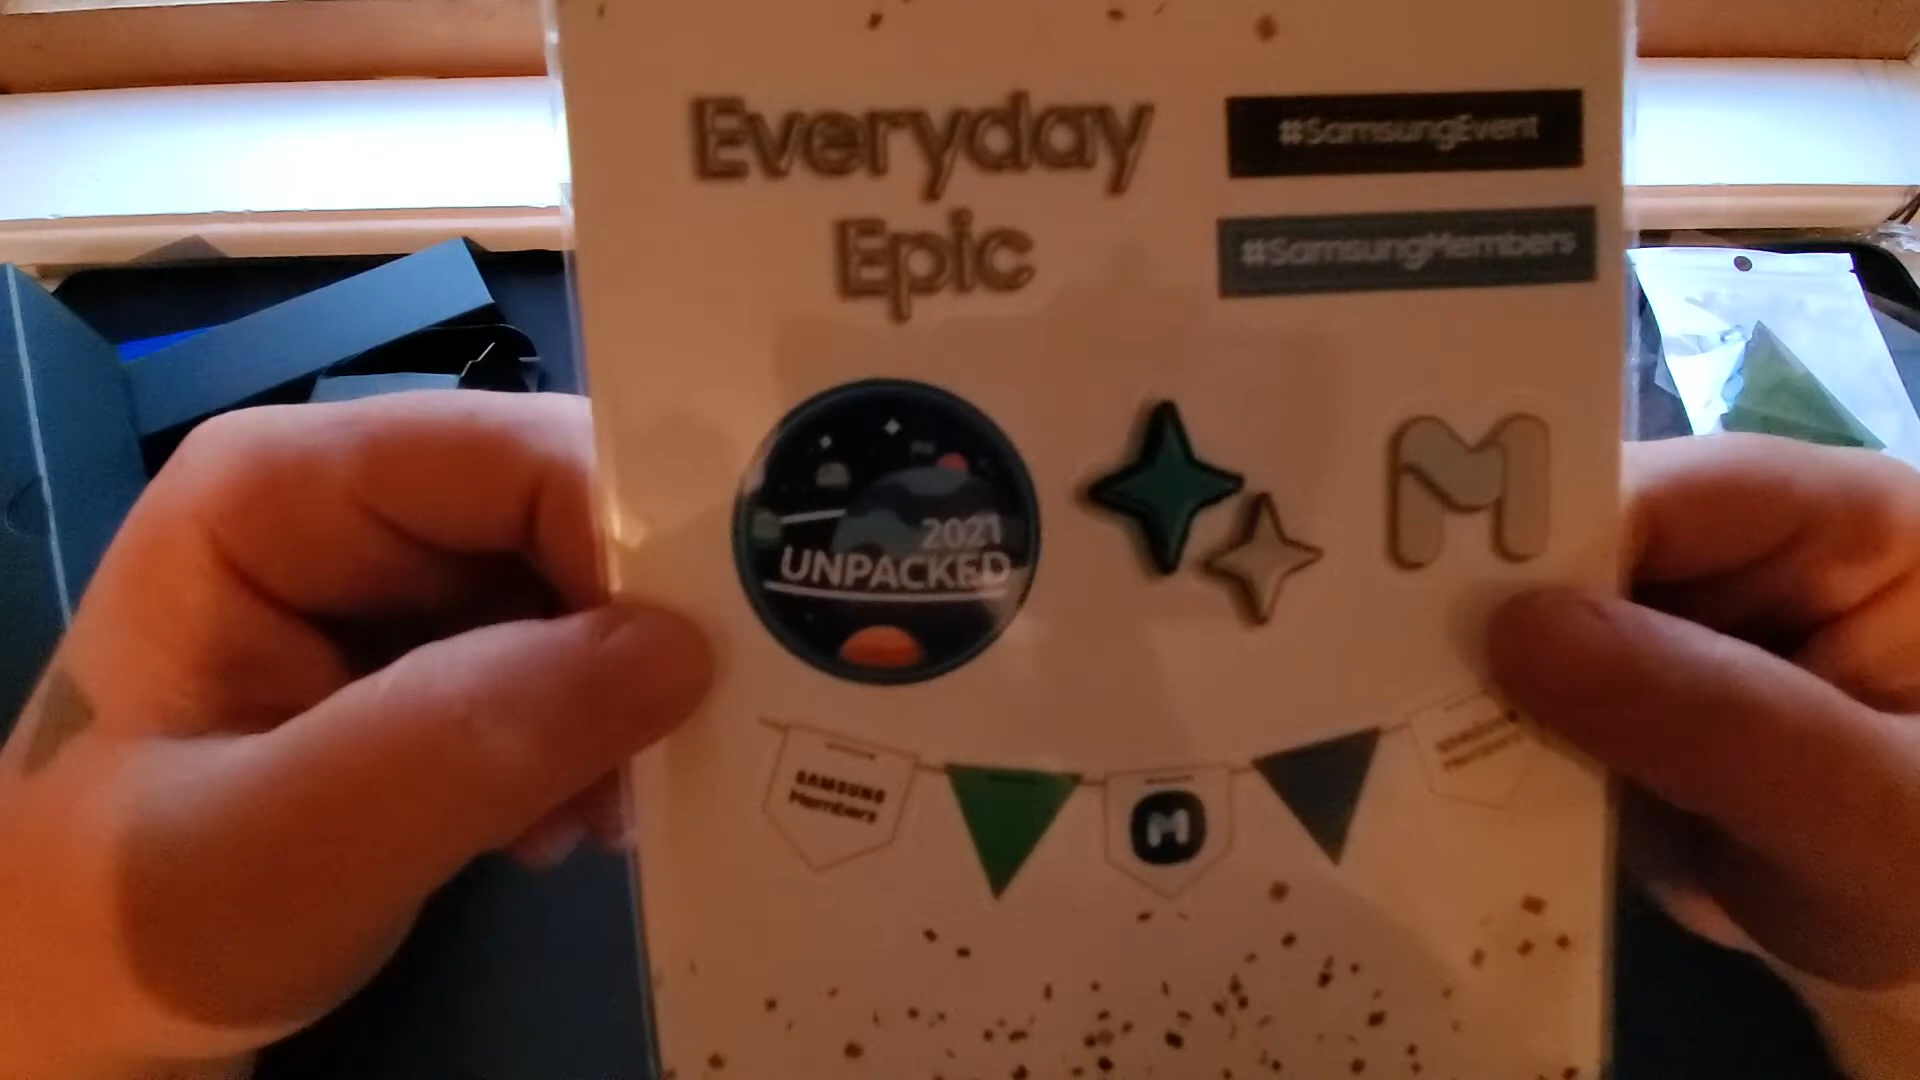 Everyday
Epic
#SamsungEvent
#SamsungMembers
2021
UNPACKED
M
SAMSUNG
Members
M